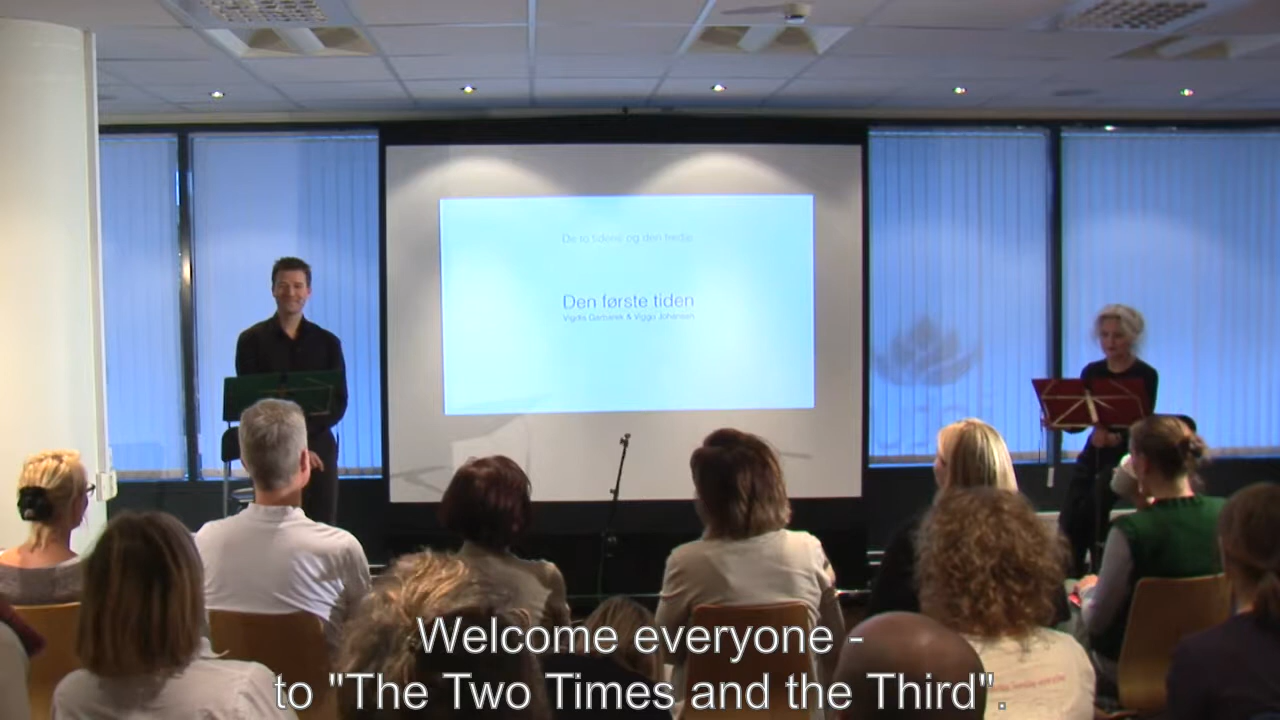 De to tidene og den tredje
Den første tiden
Vigdis Garbarek & Viggo Johansen
Welcome everyone -
to "The Two Times and the Third".